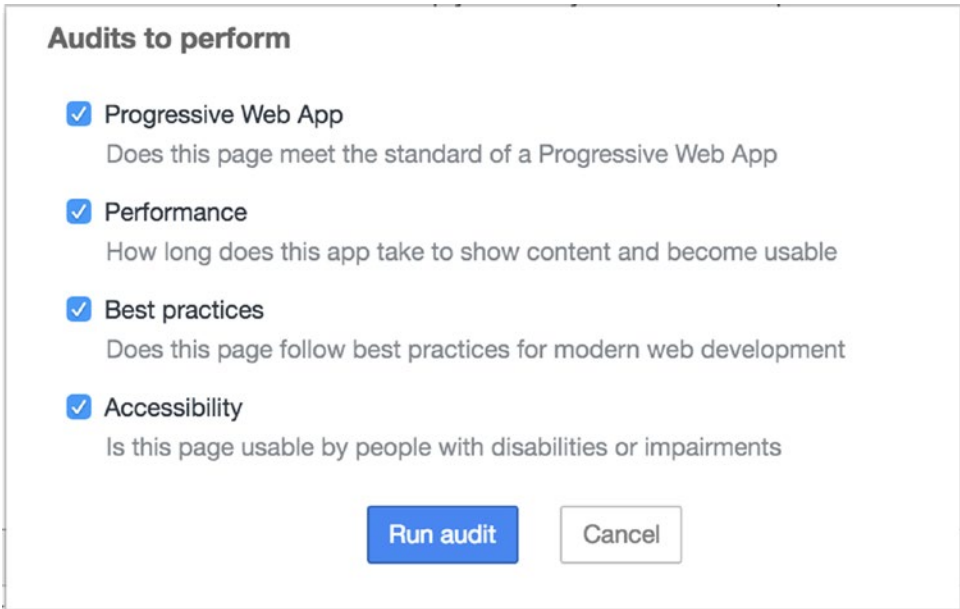 Audits to perform
Progressive Web App
Does this page meet the standard of a Progressive Web App
Performance
How long does this app take to show content and become usable
Best practices
Does this page follow best practices for modern web development
Accessibility
Is this page usable by people with disabilities or impairments
Run audit
Cancel